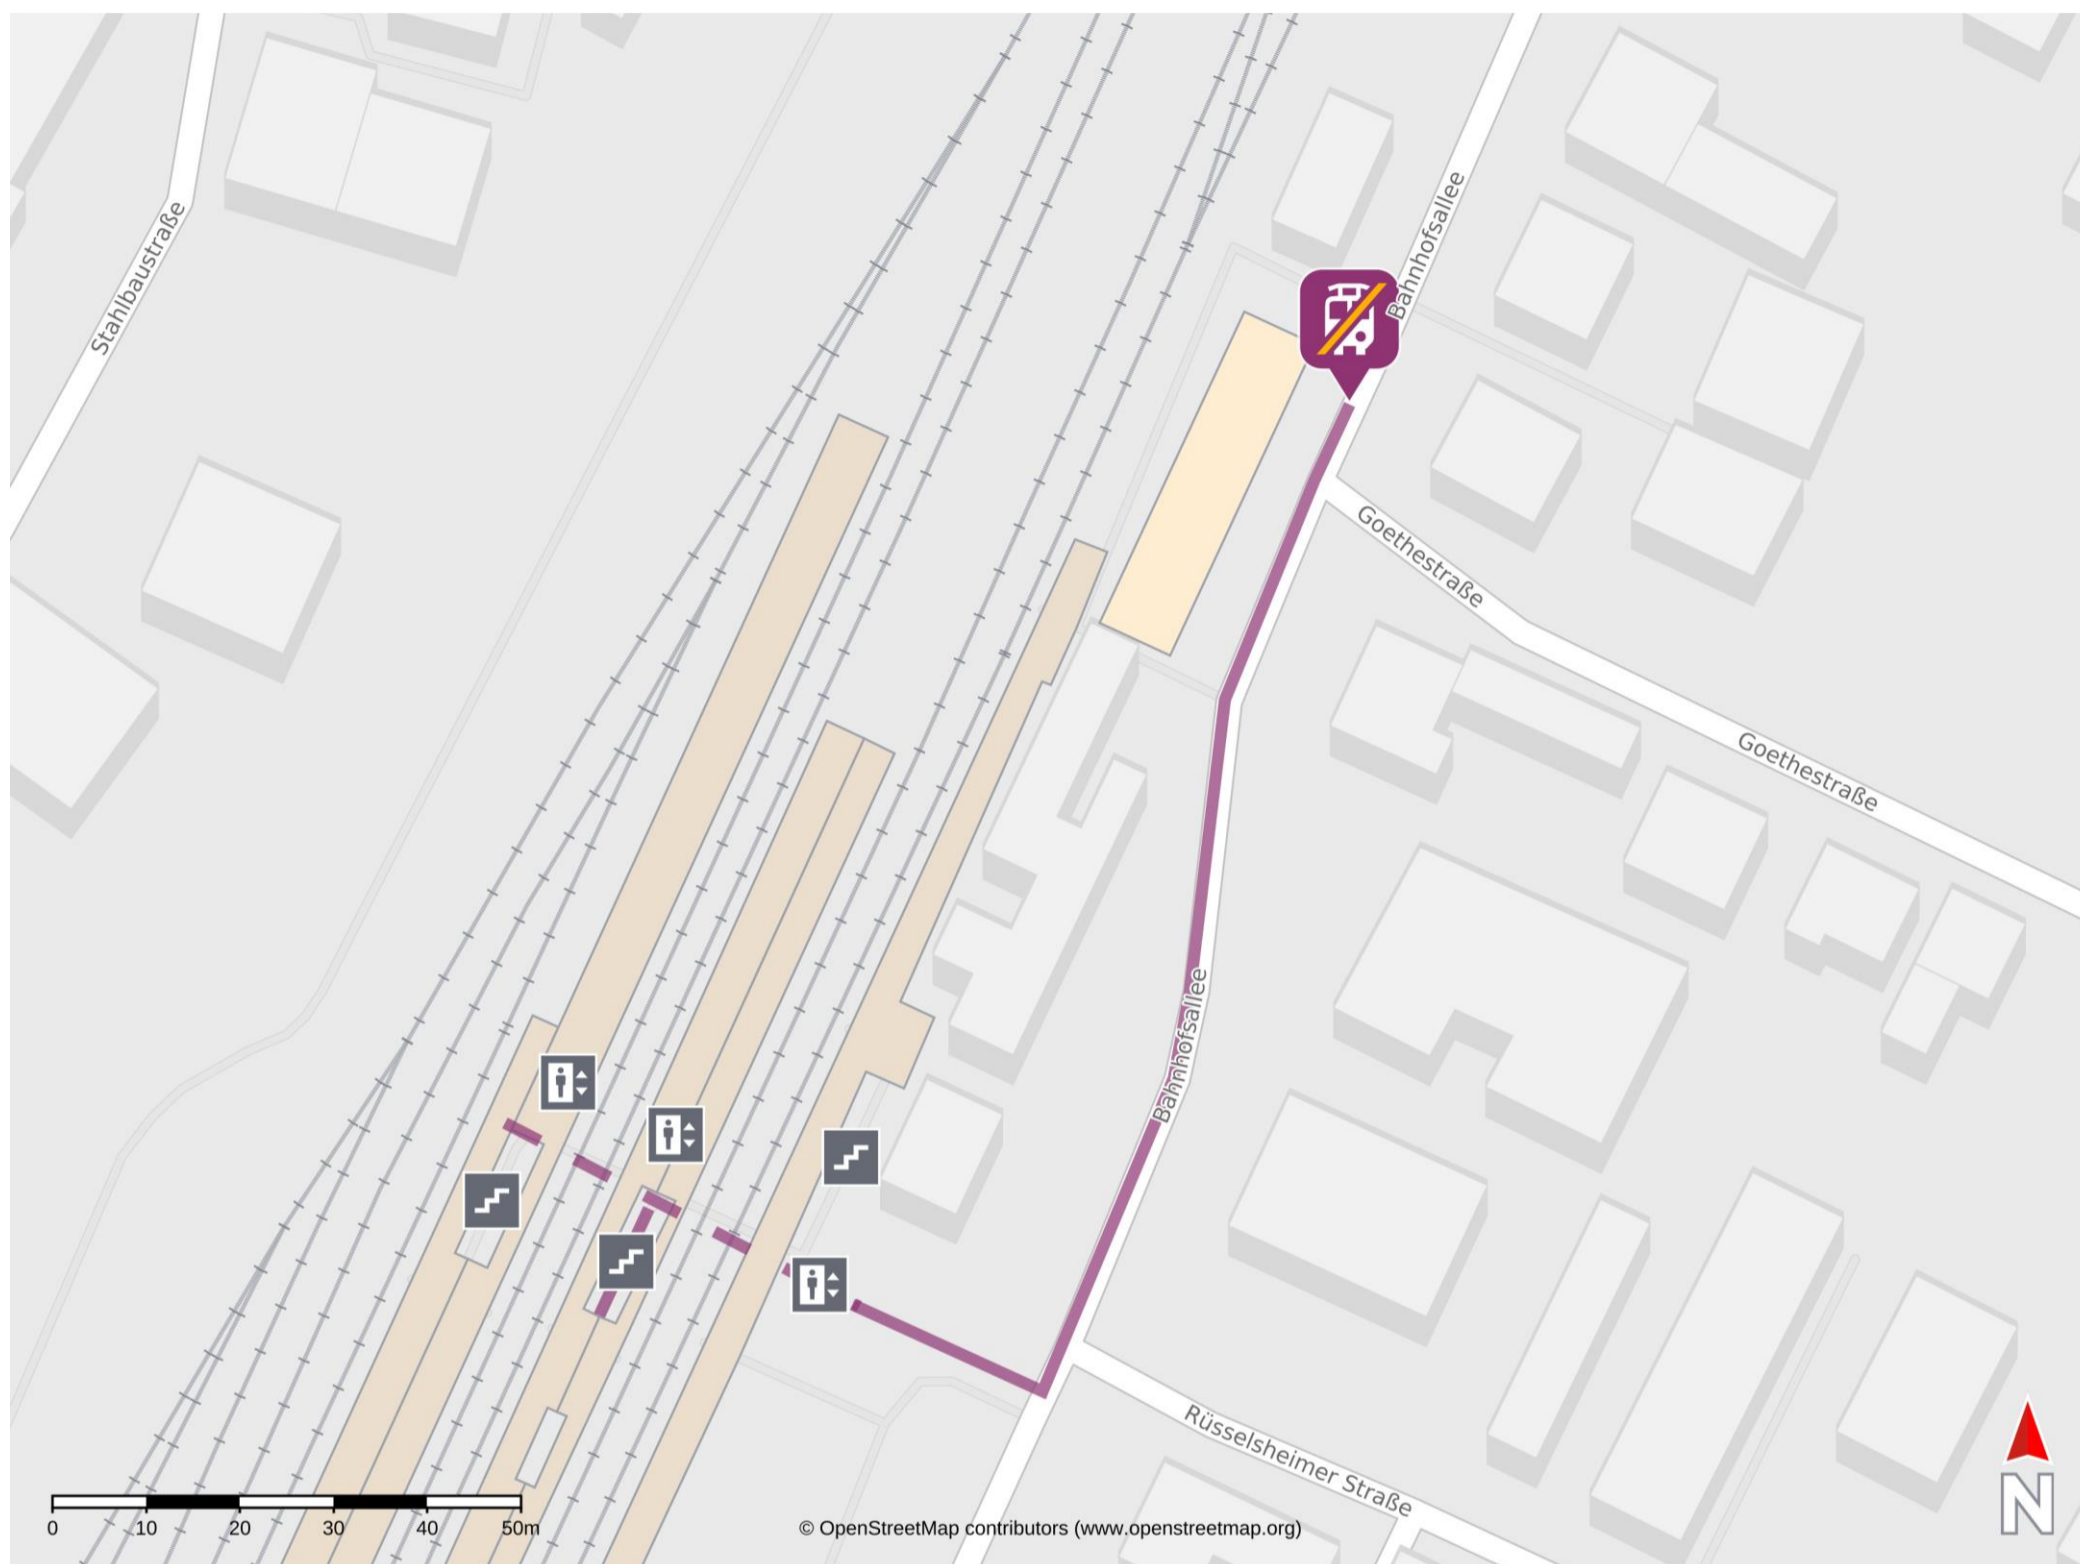 Bahnhofsallee
Stahlbaustraße
Goethestraße
Goethestraße
Bahnhofsallee
Rüsselsheimer Straße
N
0 10 20 30 40 50m
© OpenStreetMap contributors (www.openstreetmap.org)